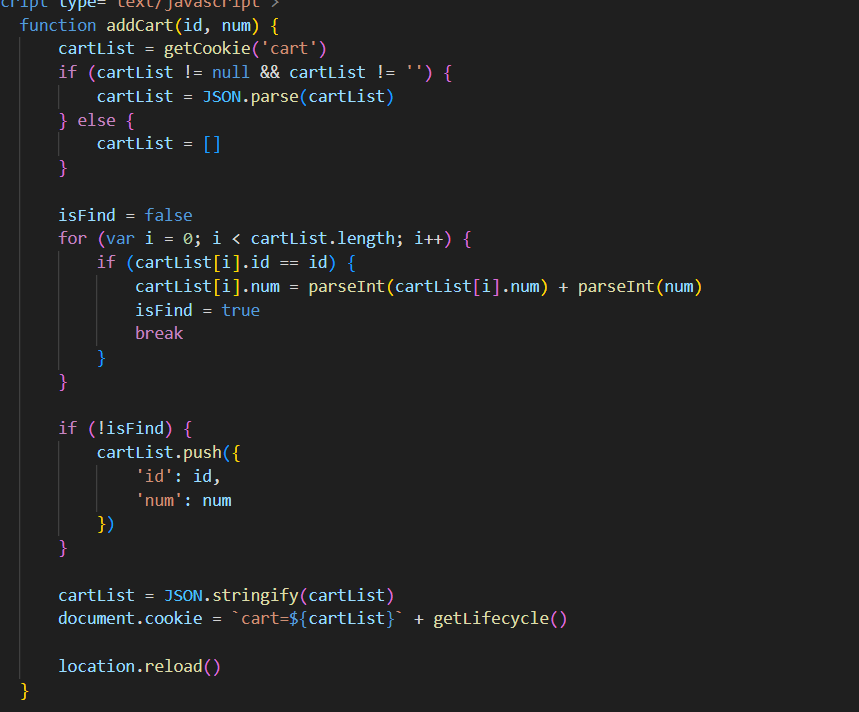 cript type="text/javascript">
function addCart(id, num) {
    cartList = getCookie('cart')
    if (cartList != null && cartList != '') {
        cartList = JSON.parse(cartList)
    } else {
        cartList = []
    }
    isFind = false
    for (var i = 0; i < cartList.length; i++) {
        if (cartList[i].id == id) {
            cartList[i].num = parseInt(cartList[i].num) + parseInt(num)
            isFind = true
            break
        }
    }
    if (!isFind) {
        cartList.push({
            'id': id,
            'num': num
        })
    }
    cartList = JSON.stringify(cartList)
    document.cookie = `cart=${cartList}` + getLifecycle()
    location.reload()
}